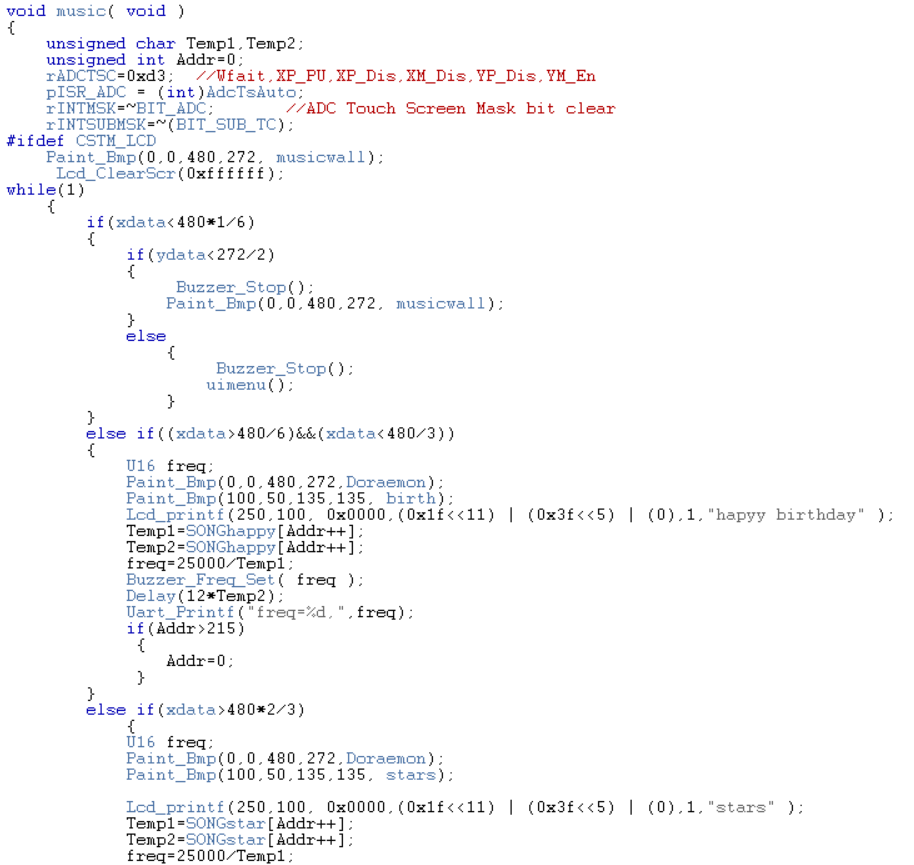 void music( void )
{
unsigned char Temp1,Temp2;
unsigned int Addr=0;
rADCTSC=0xd3;  //Wfait,XP_PU,XP_Dis,XM_Dis,YP_Dis,YM_En
pISR_ADC = (int)AdcTsAuto;
rINTMSK=~BIT_ADC;       //ADC Touch Screen Mask bit clear
rINTSUBMSK=~(BIT_SUB_TC);
#ifdef CSTM_LCD
Paint_Bmp(0,0,480,272, musicwall);
Lcd_ClearScr(0xffffff);
while(1)
{
if(xdata<480*1/6)
{
if(ydata<272/2)
{
Buzzer_Stop();
Paint_Bmp(0,0,480,272, musicwall);
}
else
{
Buzzer_Stop();
uimenu();
}
}
else if((xdata>480/6)&&(xdata<480/3))
{
U16 freq;
Paint_Bmp(0,0,480,272,Doraemon);
Paint_Bmp(100,50,135,135, birth);
Lcd_printf(250,100, 0x0000,(0x1f<<11) | (0x3f<<5) | (0),1,"hapyy birthday" );
Temp1=SONGhappy[Addr++];
Temp2=SONGhappy[Addr++];
freq=25000/Temp1;
Buzzer_Freq_Set( freq );
Delay(12*Temp2);
Uart_Printf("freq=%d,",freq);
if(Addr>215)
{
Addr=0;
}
}
else if(xdata>480*2/3)
{
U16 freq;
Paint_Bmp(0,0,480,272,Doraemon);
Paint_Bmp(100,50,135,135, stars);
Lcd_printf(250,100, 0x0000,(0x1f<<11) | (0x3f<<5) | (0),1,"stars" );
Temp1=SONGstar[Addr++];
Temp2=SONGstar[Addr++];
freq=25000/Temp1;